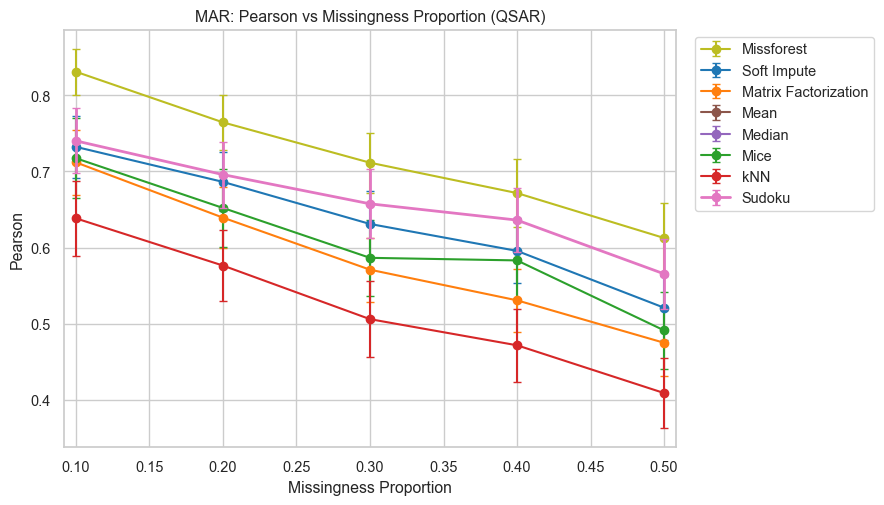 MAR: Pearson vs Missingness Proportion (QSAR)
Pearson
0.8
0.7
0.6
0.5
0.4
0.10 0.15 0.20 0.25 0.30 0.35 0.40 0.45 0.50
Missingness Proportion
Missforest
Soft Impute
Matrix Factorization
Mean
Median
Mice
kNN
Sudoku